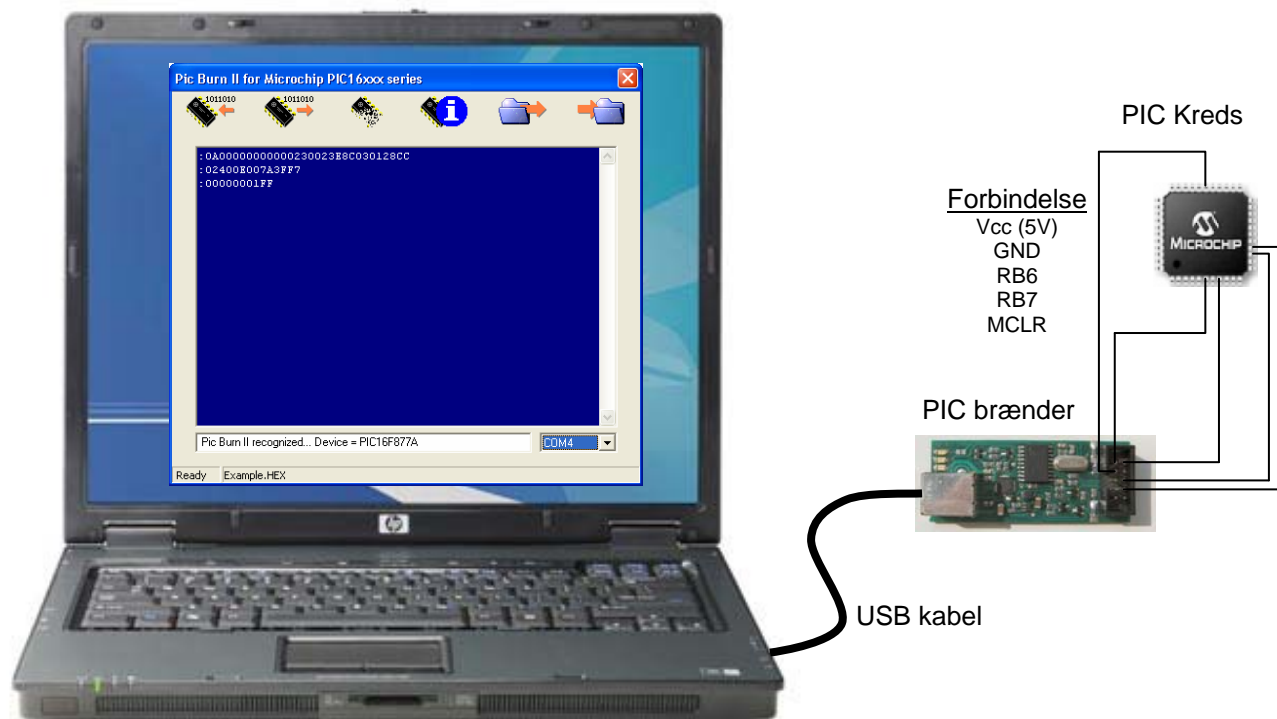 Pic Burn II for Microchip PIC16xxx series
1011010
1011010
:0A00000000000230023E8C030128CC
:02400E007A3FF7
:00000001FF
Pic Burn II recognized... Device = PIC16F877A
COM4
Ready
Example.HEX
hp
PIC Kreds
Forbindelse
Vcc (5V)
GND
RB6
RB7
MCLR
MICROCHIP
PIC brænder
USB kabel